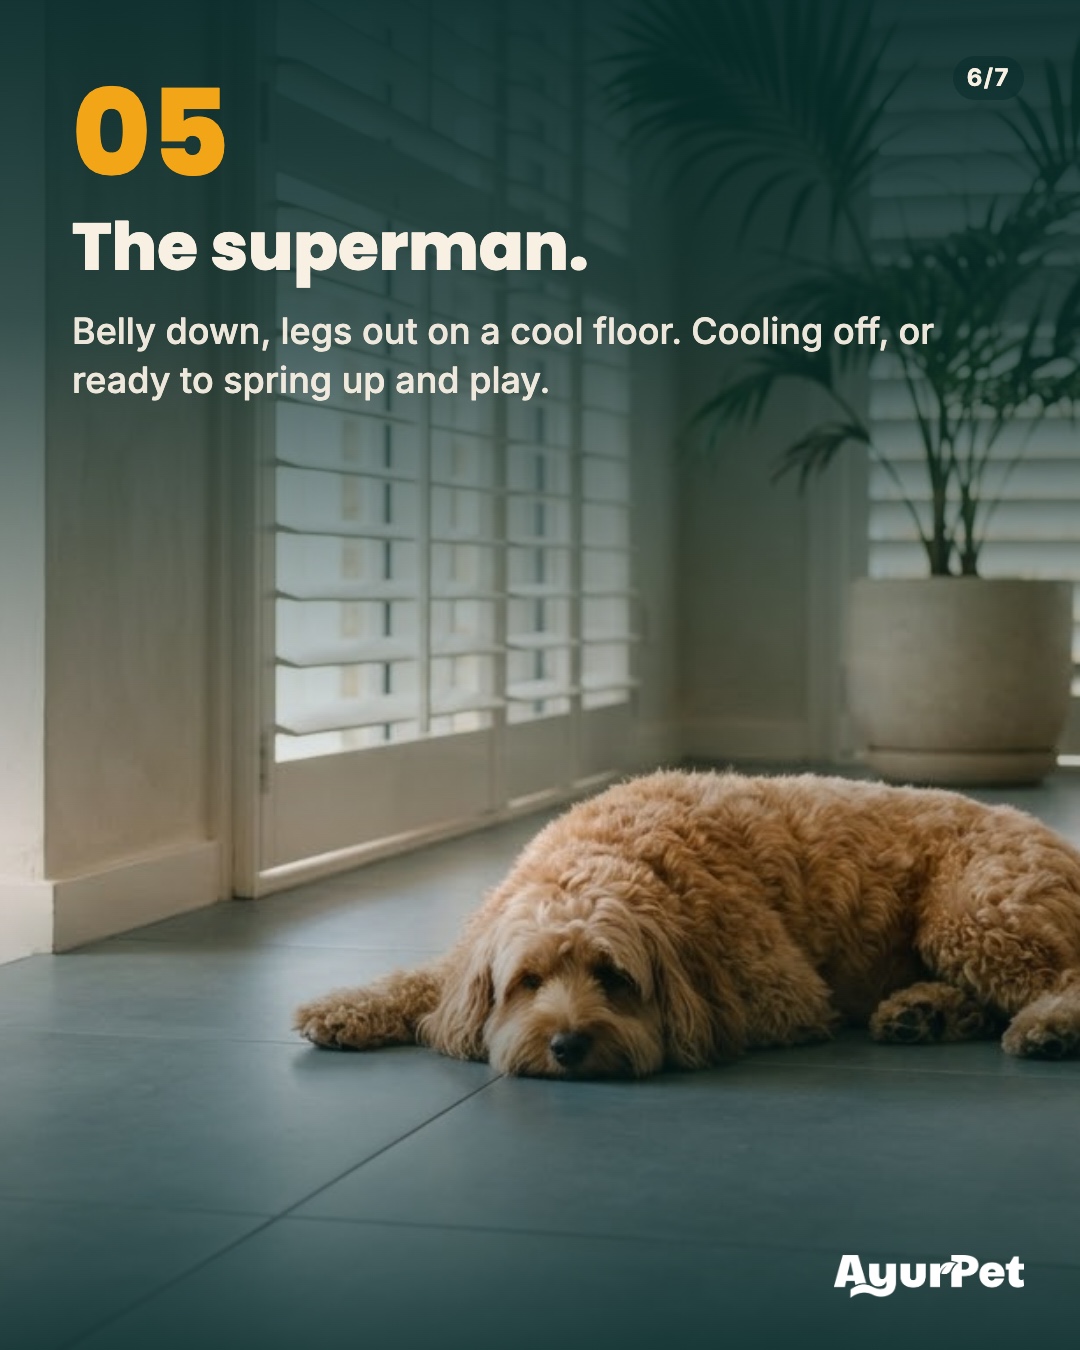 6/7
05
The superman.
Belly down, legs out on a cool floor. Cooling off, or
ready to spring up and play.
AyurPet